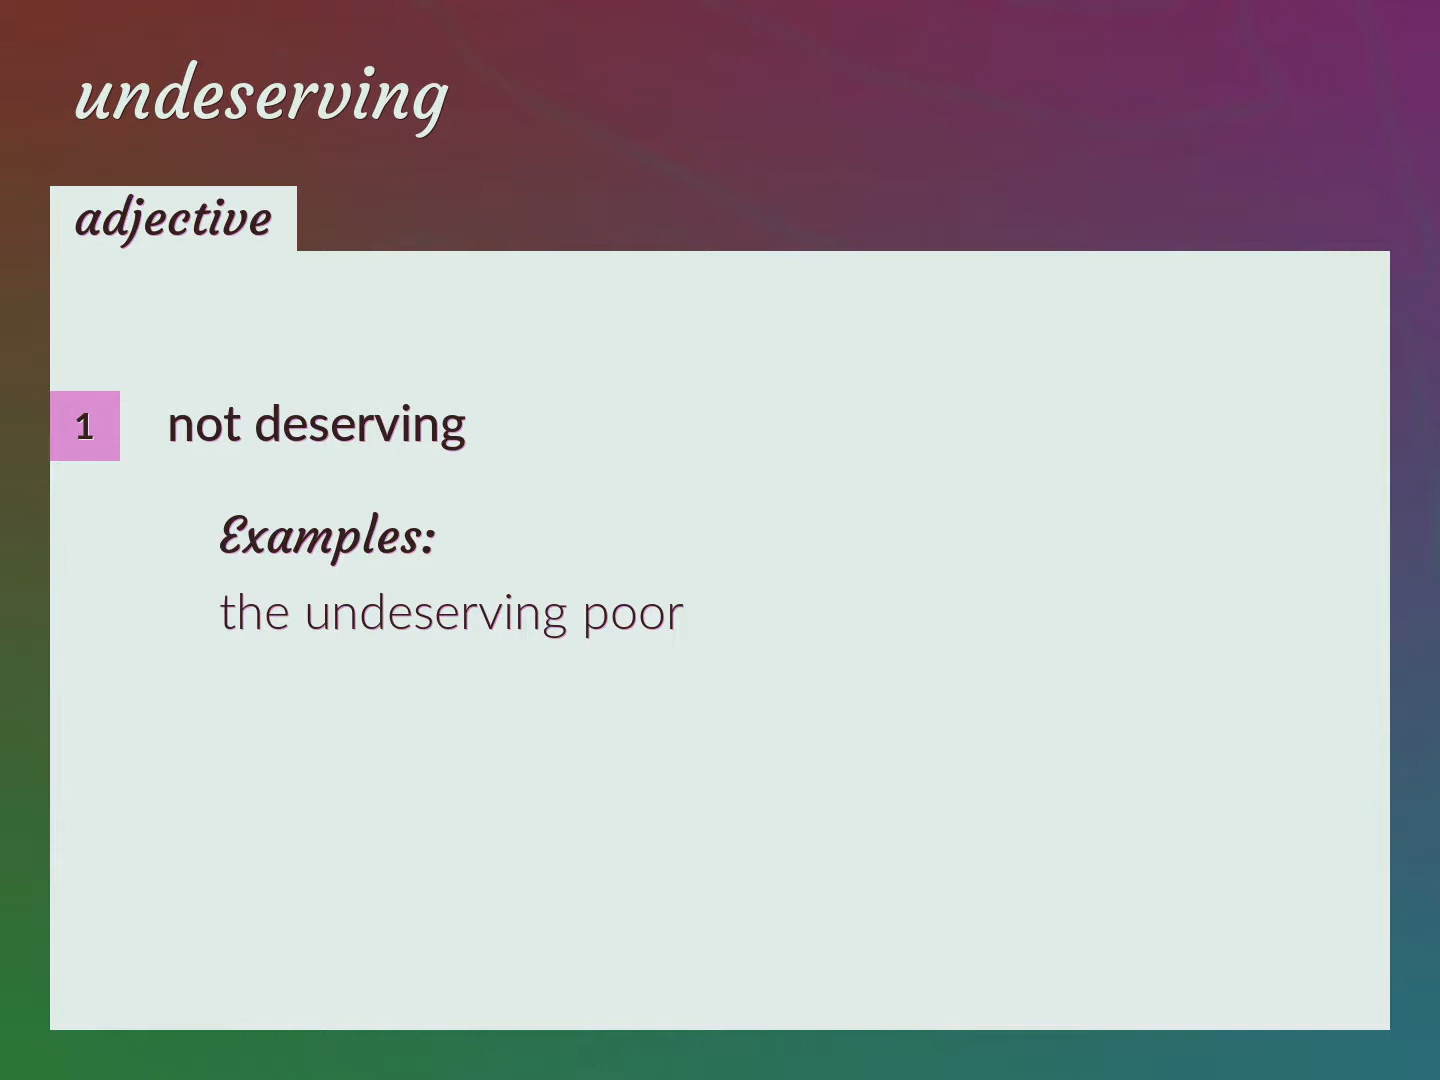 undeserving
adjective
1 not deserving
Examples:
the undeserving poor